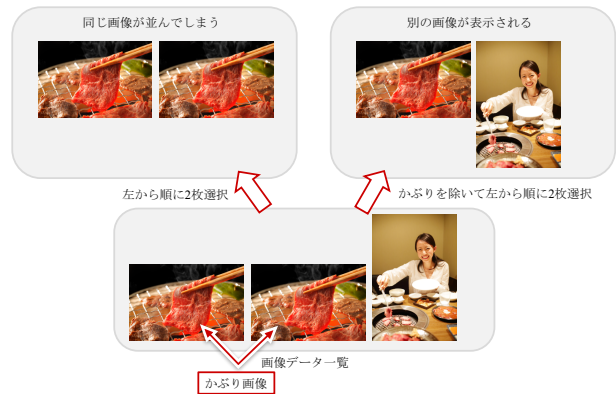 同じ画像が並んでしまう
別の画像が表示される
左から順に2枚選択
かぶりを除いて左から順に2枚選択
画像データ一覧
かぶり画像